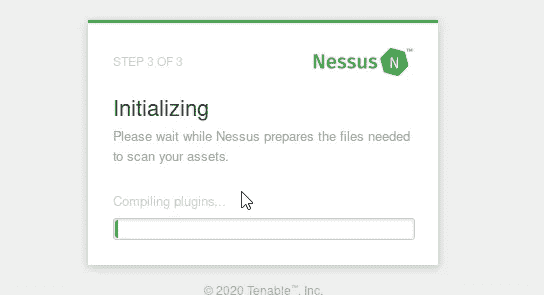 STEP 3 OF 3
Nessus N ™
Initializing
Please wait while Nessus prepares the files needed
to scan your assets.
Compiling plugins...
© 2020 Tenable™, Inc.